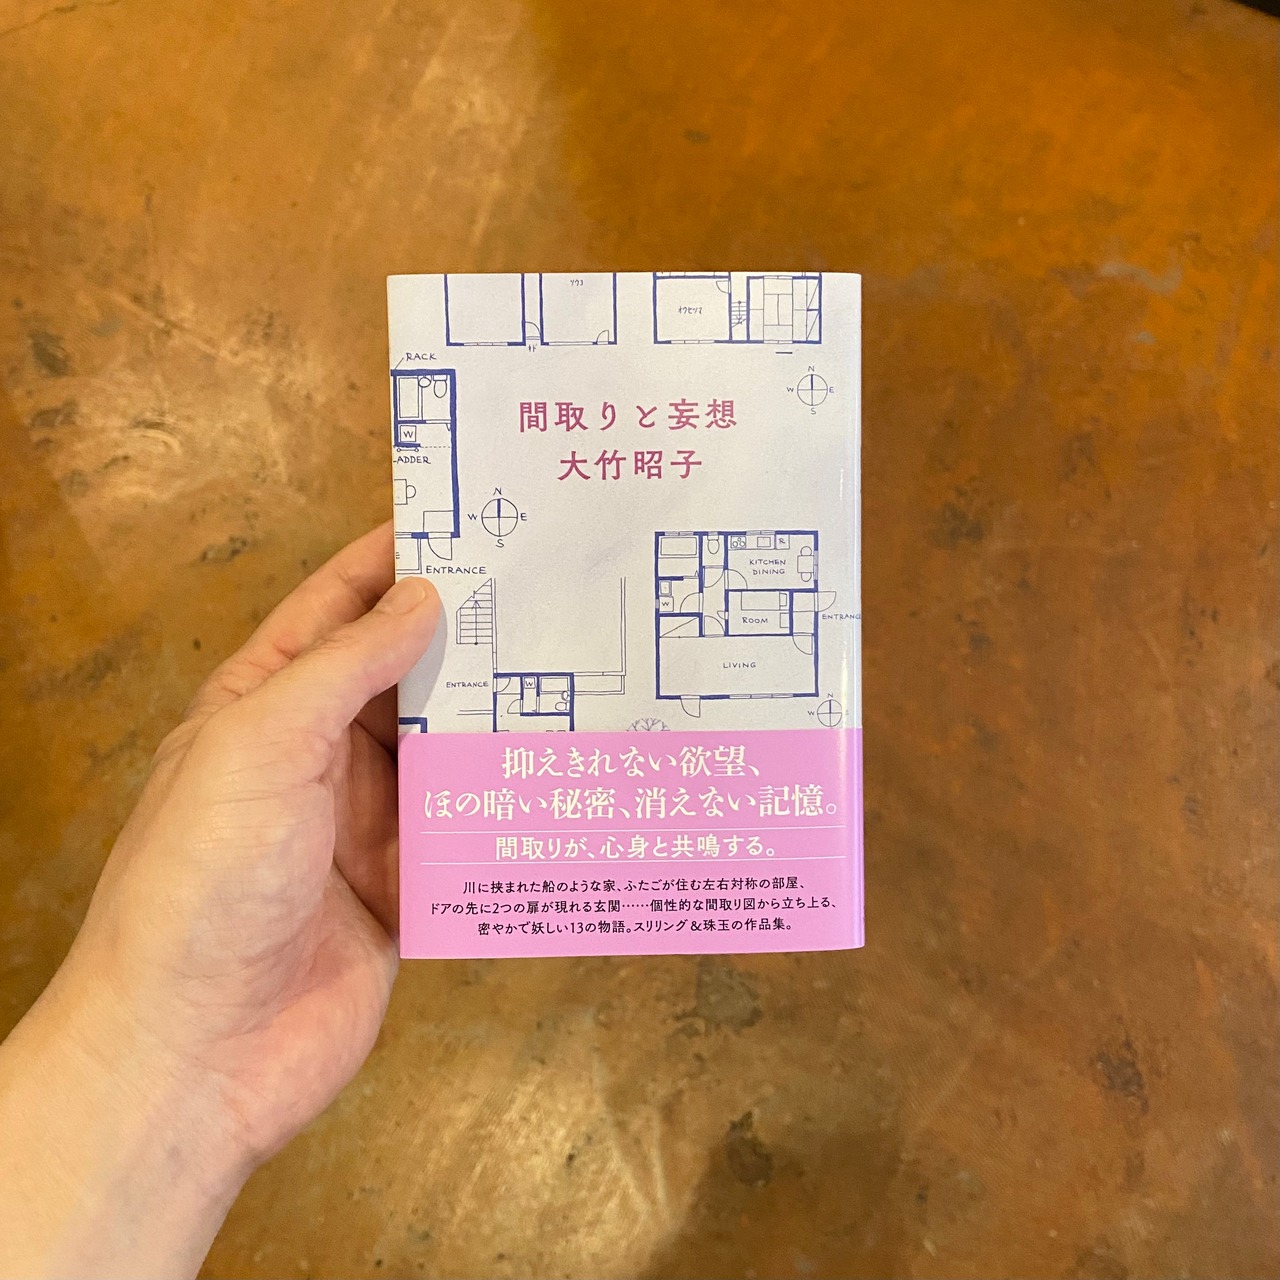 ソウコ
オクヒツマ
RACK
N
W E
S
間取りと妄想
W
大竹昭子
ADDER
N
W E
S
R
KITCHEN
DINING
ENTRANCE
W
ROOM
ENTRANC
LIVING
ENTRANCE
W
N
W
抑えきれない欲望、
ほの暗い秘密、消えない記憶。
間取りが、心身と共鳴する。
川に挟まれた船のような家、ふたごが住む左右対称の部屋、
ドアの先に2つの扉が現れる玄関……個性的な間取り図から立ち上る、
密やかで妖しい13の物語。スリリング&珠玉の作品集。